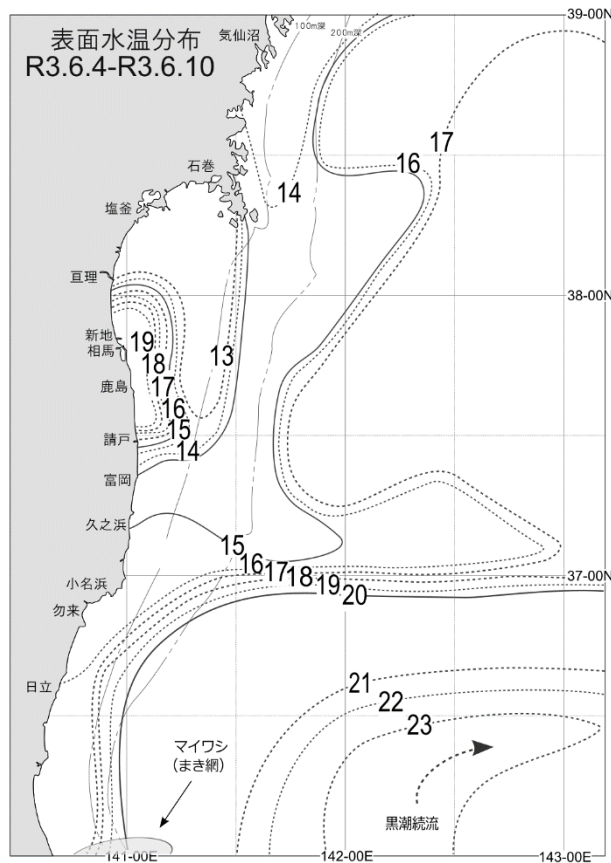 表面水温分布
R3.6.4-R3.6.10
気仙沼
100m深
200m深
39-00N
17
16
石巻
14
塩釜
亘理
38-00N
新地
相馬
19
18
13
鹿島
17
16
15
請戸
14
富岡
久之浜
15
16
17
18
19
20
37-00N
小名浜
勿来
日立
21
22
23
マイワシ
(まき網)
黒潮続流
141-00E
142-00E
143-00E